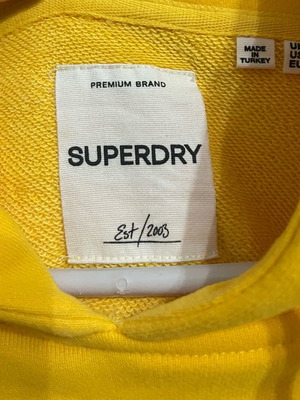 PREMIUM BRAND
SUPERDRY
Est/2003
MADE
IN
TURKEY